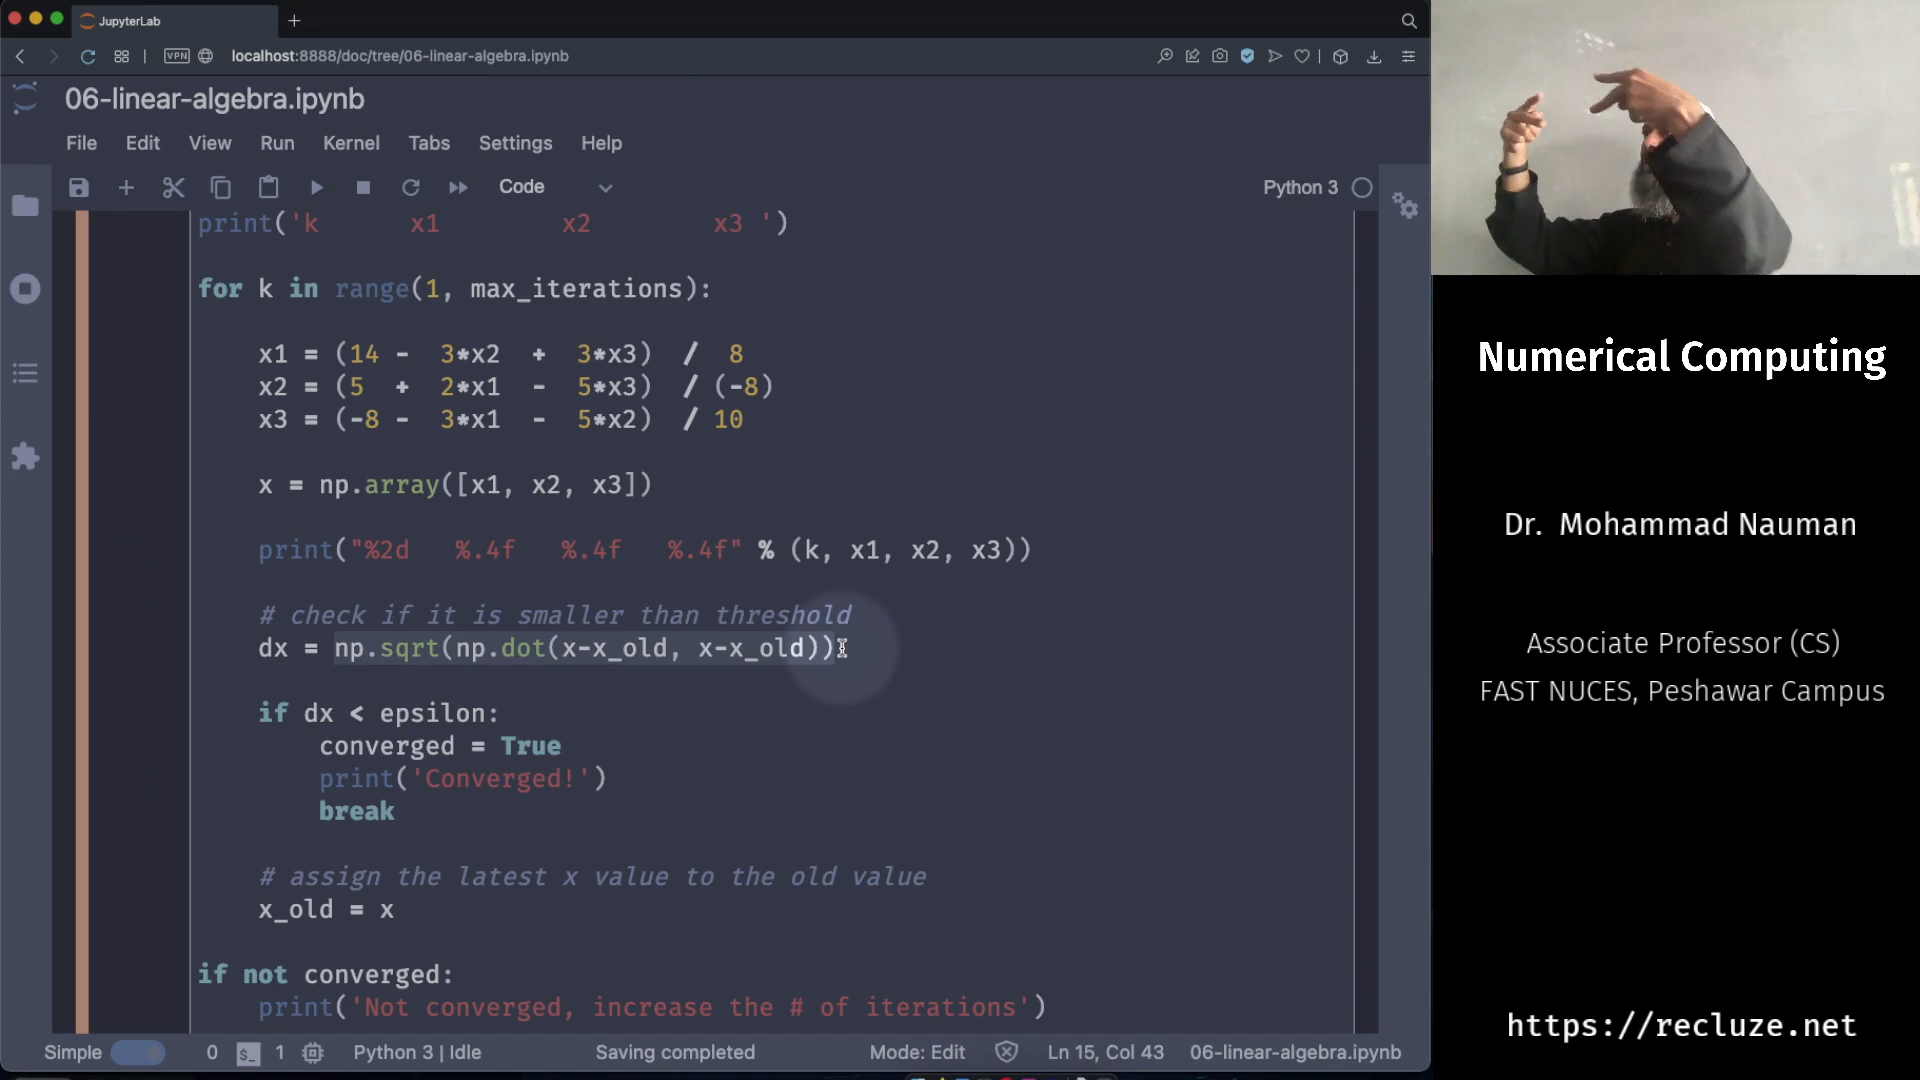 JupyterLab
VPN
localhost:8888/doc/tree/06-linear-algebra.ipynb
06-linear-algebra.ipynb
File Edit View Run Kernel Tabs Settings Help
Code
Python 3
print('k      x1        x2        x3 ')
for k in range(1, max_iterations):
x1 = (14 -  3*x2  +  3*x3)  /  8
x2 = (5  +  2*x1  -  5*x3)  / (-8)
x3 = (-8 -  3*x1  -  5*x2)  / 10
x = np.array([x1, x2, x3])
print("%2d   %.4f   %.4f   %.4f" % (k, x1, x2, x3))
# check if it is smaller than threshold
dx = np.sqrt(np.dot(x-x_old, x-x_old))
if dx < epsilon:
converged = True
print('Converged!')
break
# assign the latest x value to the old value
x_old = x
if not converged:
print('Not converged, increase the # of iterations')
Simple 0 $_ 1 Python 3 | Idle Saving completed Mode: Edit Ln 15, Col 43 06-linear-algebra.ipynb
Numerical Computing
Dr. Mohammad Nauman
Associate Professor (CS)
FAST NUCES, Peshawar Campus
https://recluze.net